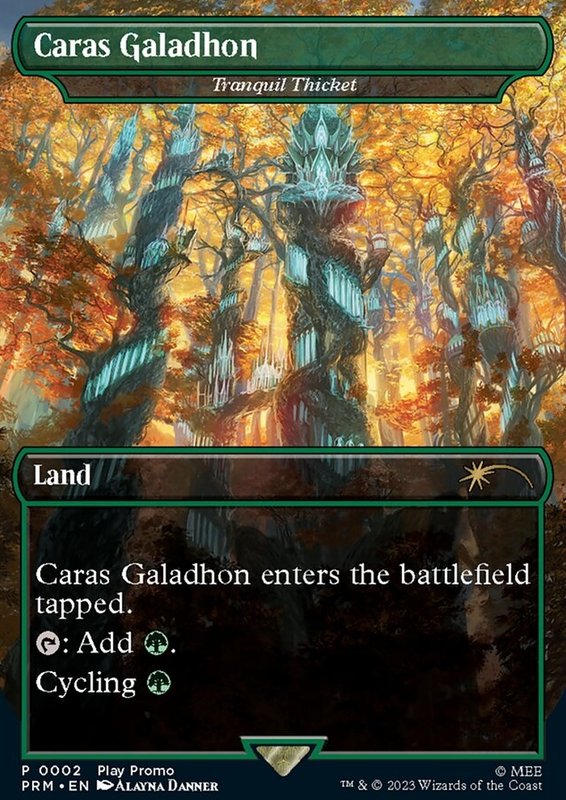 Caras Galadhon
Tranquil Thicket
Land
Caras Galadhon enters the battlefield
tapped.
: Add .
Cycling
P 0002 Play Promo
PRM • EN Alayna Danner
© MEE
™ & © 2023 Wizards of the Coast